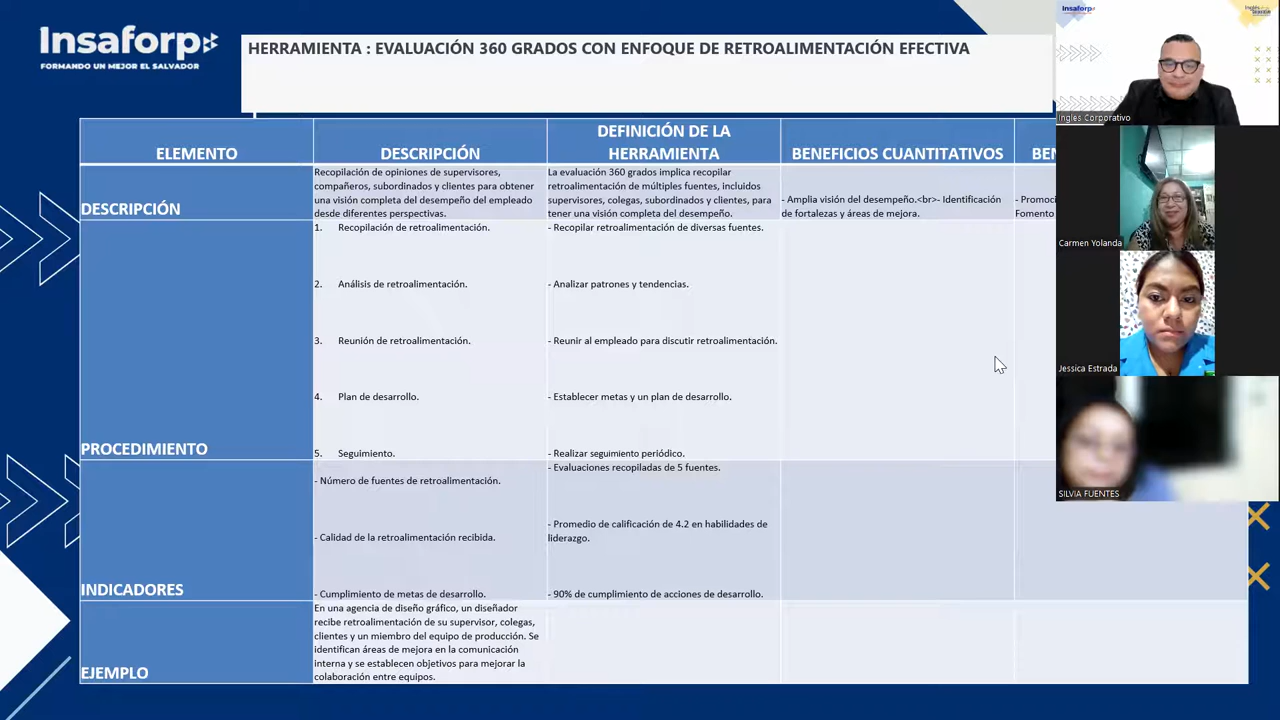 Insaforp
FORMANDO UN MEJOR EL SALVADOR
HERRAMIENTA : EVALUACIÓN 360 GRADOS CON ENFOQUE DE RETROALIMENTACIÓN EFECTIVA
ELEMENTO
DESCRIPCIÓN
DEFINICIÓN DE LA
HERRAMIENTA
BENEFICIOS CUANTITATIVOS
BEN
DESCRIPCIÓN
Recopilación de opiniones de supervisores,
compañeros, subordinados y clientes para obtener
una visión completa del desempeño del empleado
desde diferentes perspectivas.
La evaluación 360 grados implica recopilar
retroalimentación de múltiples fuentes, incluidos
supervisores, colegas, subordinados y clientes, para
tener una visión completa del desempeño.
- Amplia visión del desempeño.<br>- Identificación
de fortalezas y áreas de mejora.
- Promoci
Fomento
PROCEDIMIENTO
1. Recopilación de retroalimentación.
2. Análisis de retroalimentación.
3. Reunión de retroalimentación.
4. Plan de desarrollo.
5. Seguimiento.
- Recopilar retroalimentación de diversas fuentes.
- Analizar patrones y tendencias.
- Reunir al empleado para discutir retroalimentación.
- Establecer metas y un plan de desarrollo.
- Realizar seguimiento periódico.
INDICADORES
- Número de fuentes de retroalimentación.
- Calidad de la retroalimentación recibida.
- Cumplimiento de metas de desarrollo.
- Evaluaciones recopiladas de 5 fuentes.
- Promedio de calificación de 4.2 en habilidades de
liderazgo.
- 90% de cumplimiento de acciones de desarrollo.
EJEMPLO
En una agencia de diseño gráfico, un diseñador
recibe retroalimentación de su supervisor, colegas,
clientes y un miembro del equipo de producción. Se
identifican áreas de mejora en la comunicación
interna y se establecen objetivos para mejorar la
colaboración entre equipos.
Insaforp
Ingles Corporativo
Carmen Yolanda
Jessica Estrada
SILVIA FUENTES